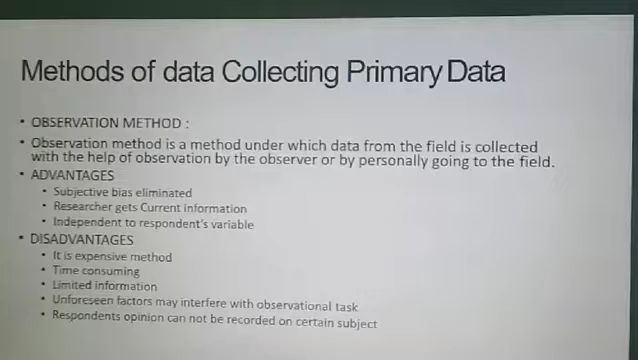 Methods of data Collecting Primary Data
• OBSERVATION METHOD :
• Observation method is a method under which data from the field is collected
with the help of observation by the observer or by personally going to the field.
• ADVANTAGES
• Subjective bias eliminated
• Researcher gets Current information
• Independent to respondent's variable
• DISADVANTAGES
• It is expensive method
• Time consuming
• Limited information
• Unforeseen factors may interfere with observational task
• Respondents opinion can not be recorded on certain subject